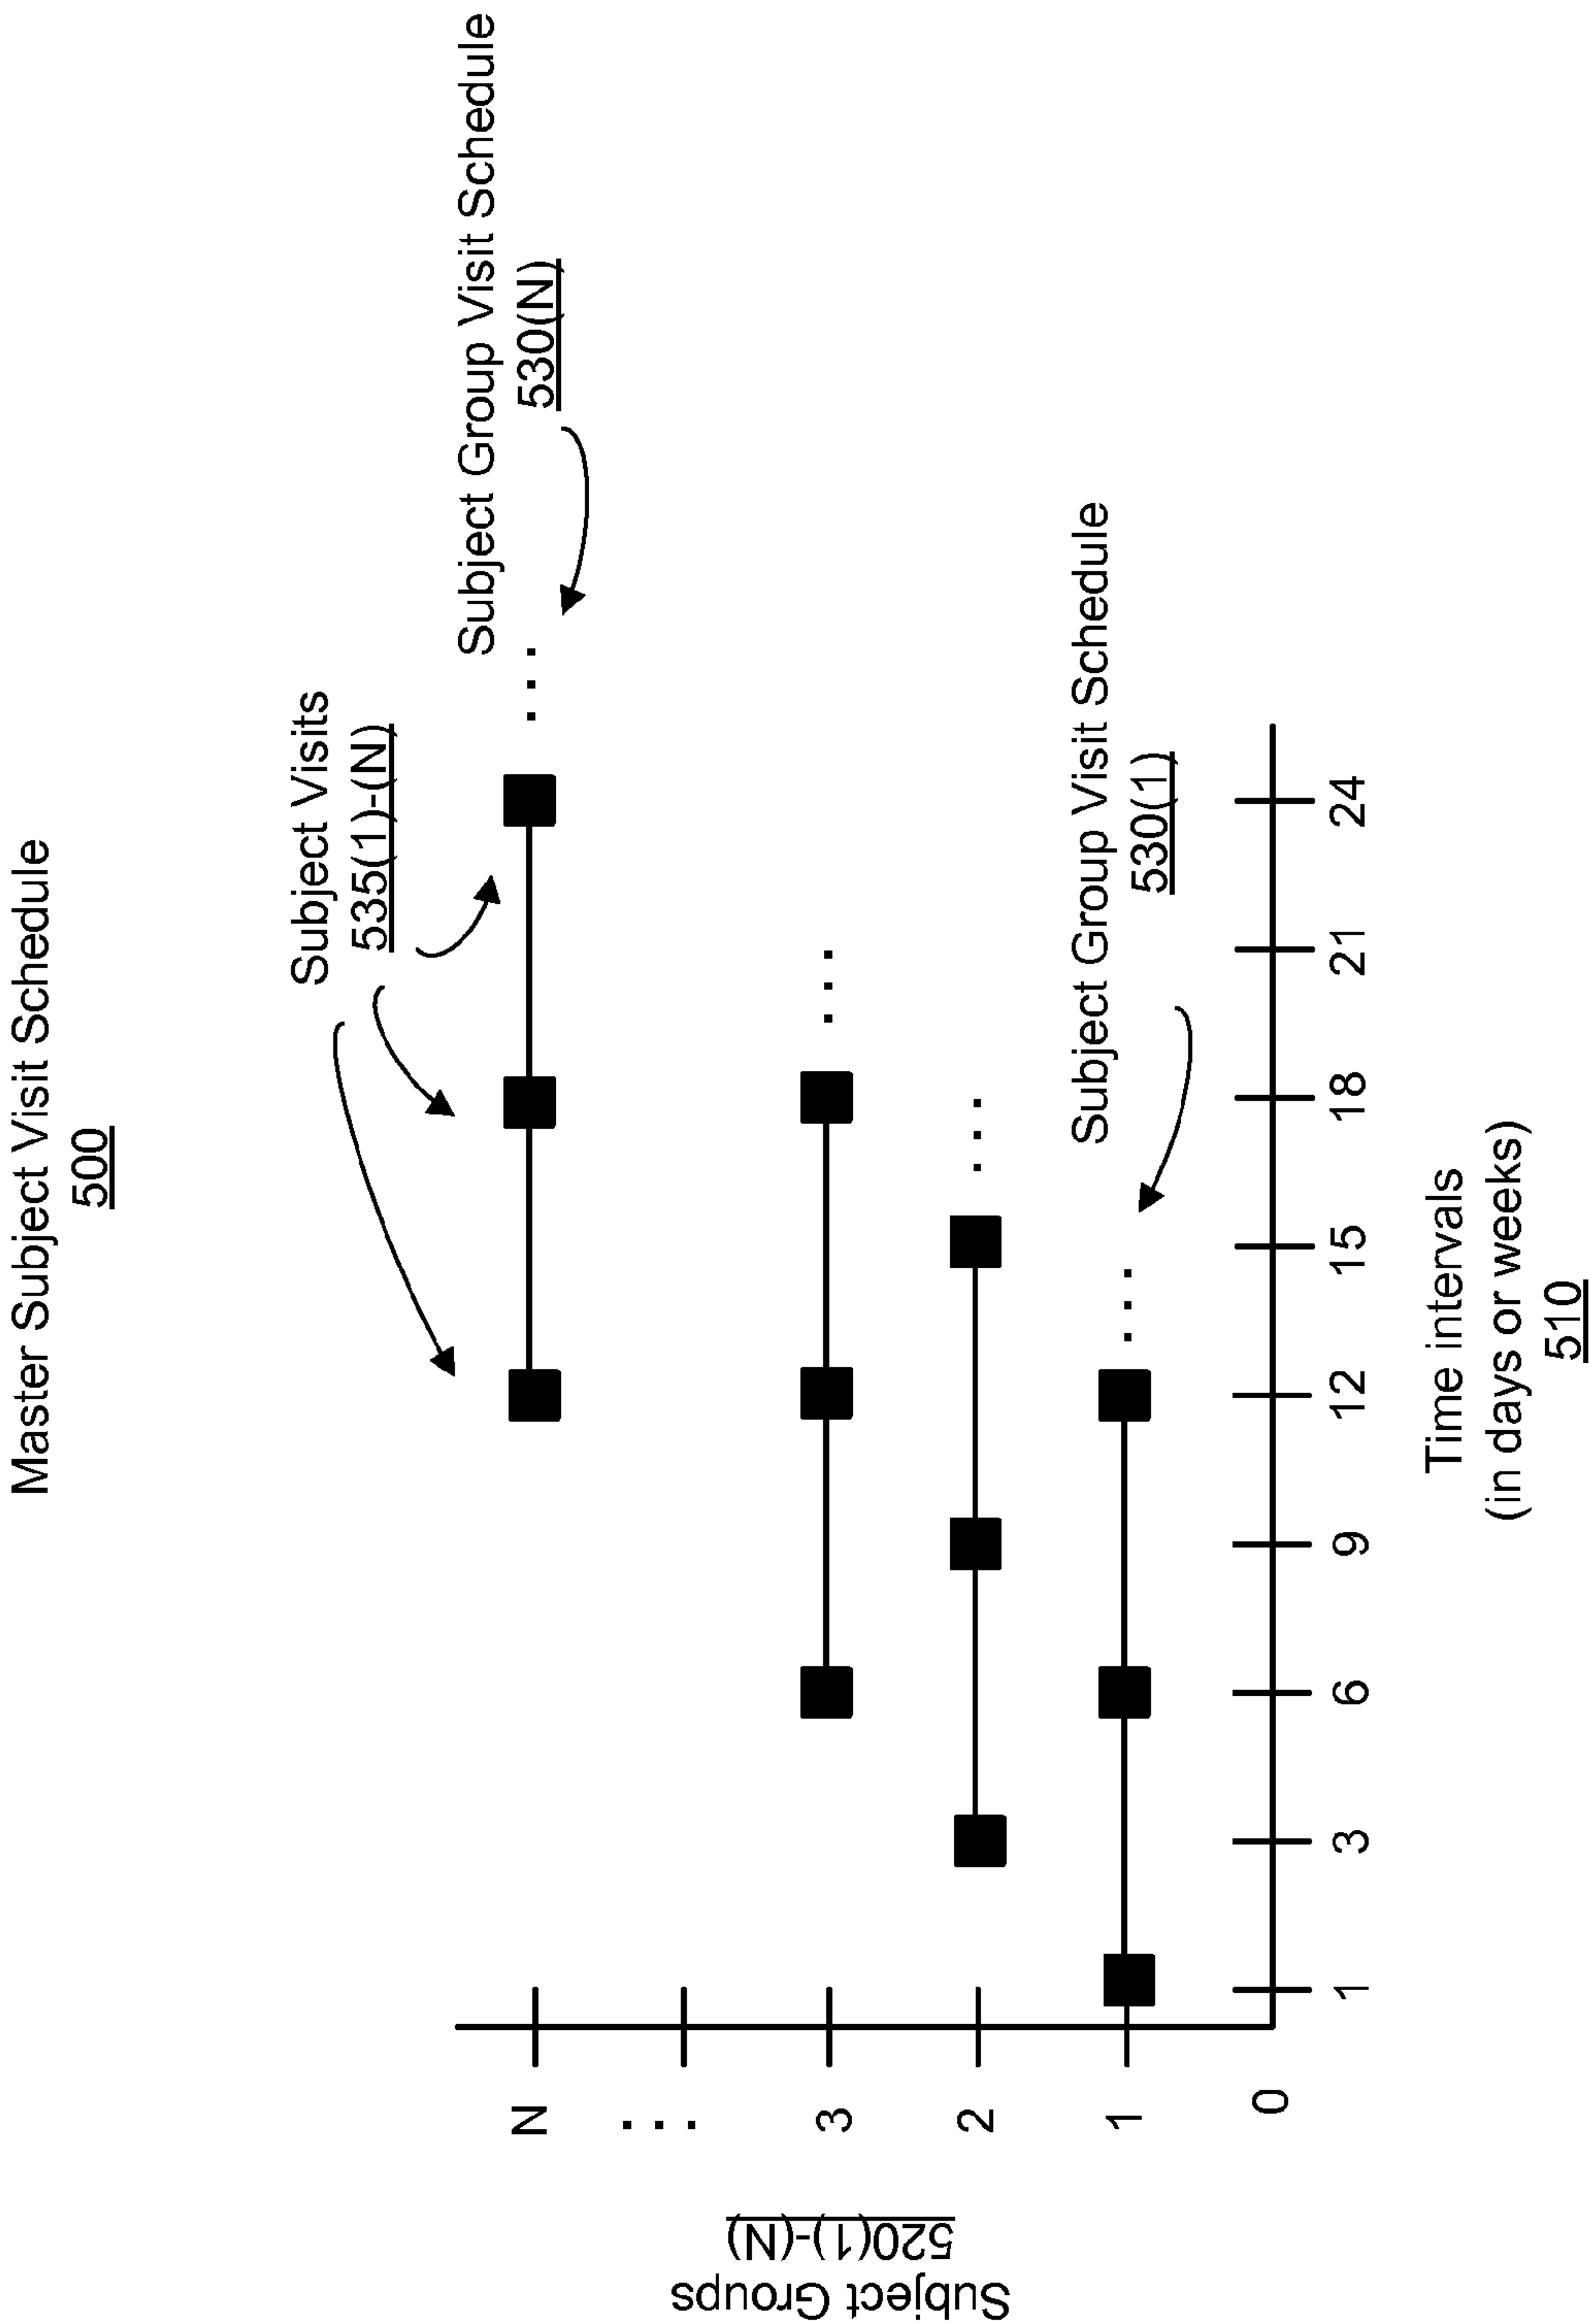 Master Subject Visit Schedule
500
Subject Visits
535(1)-(N)
Subject Group Visit Schedule
530(N)
Subject Groups
520(1)-(N)
N
...
3
2
1
0
...
...
...
...
Subject Group Visit Schedule
530(1)
1 3 6 9 12 15 18 21 24
Time intervals
(in days or weeks)
510